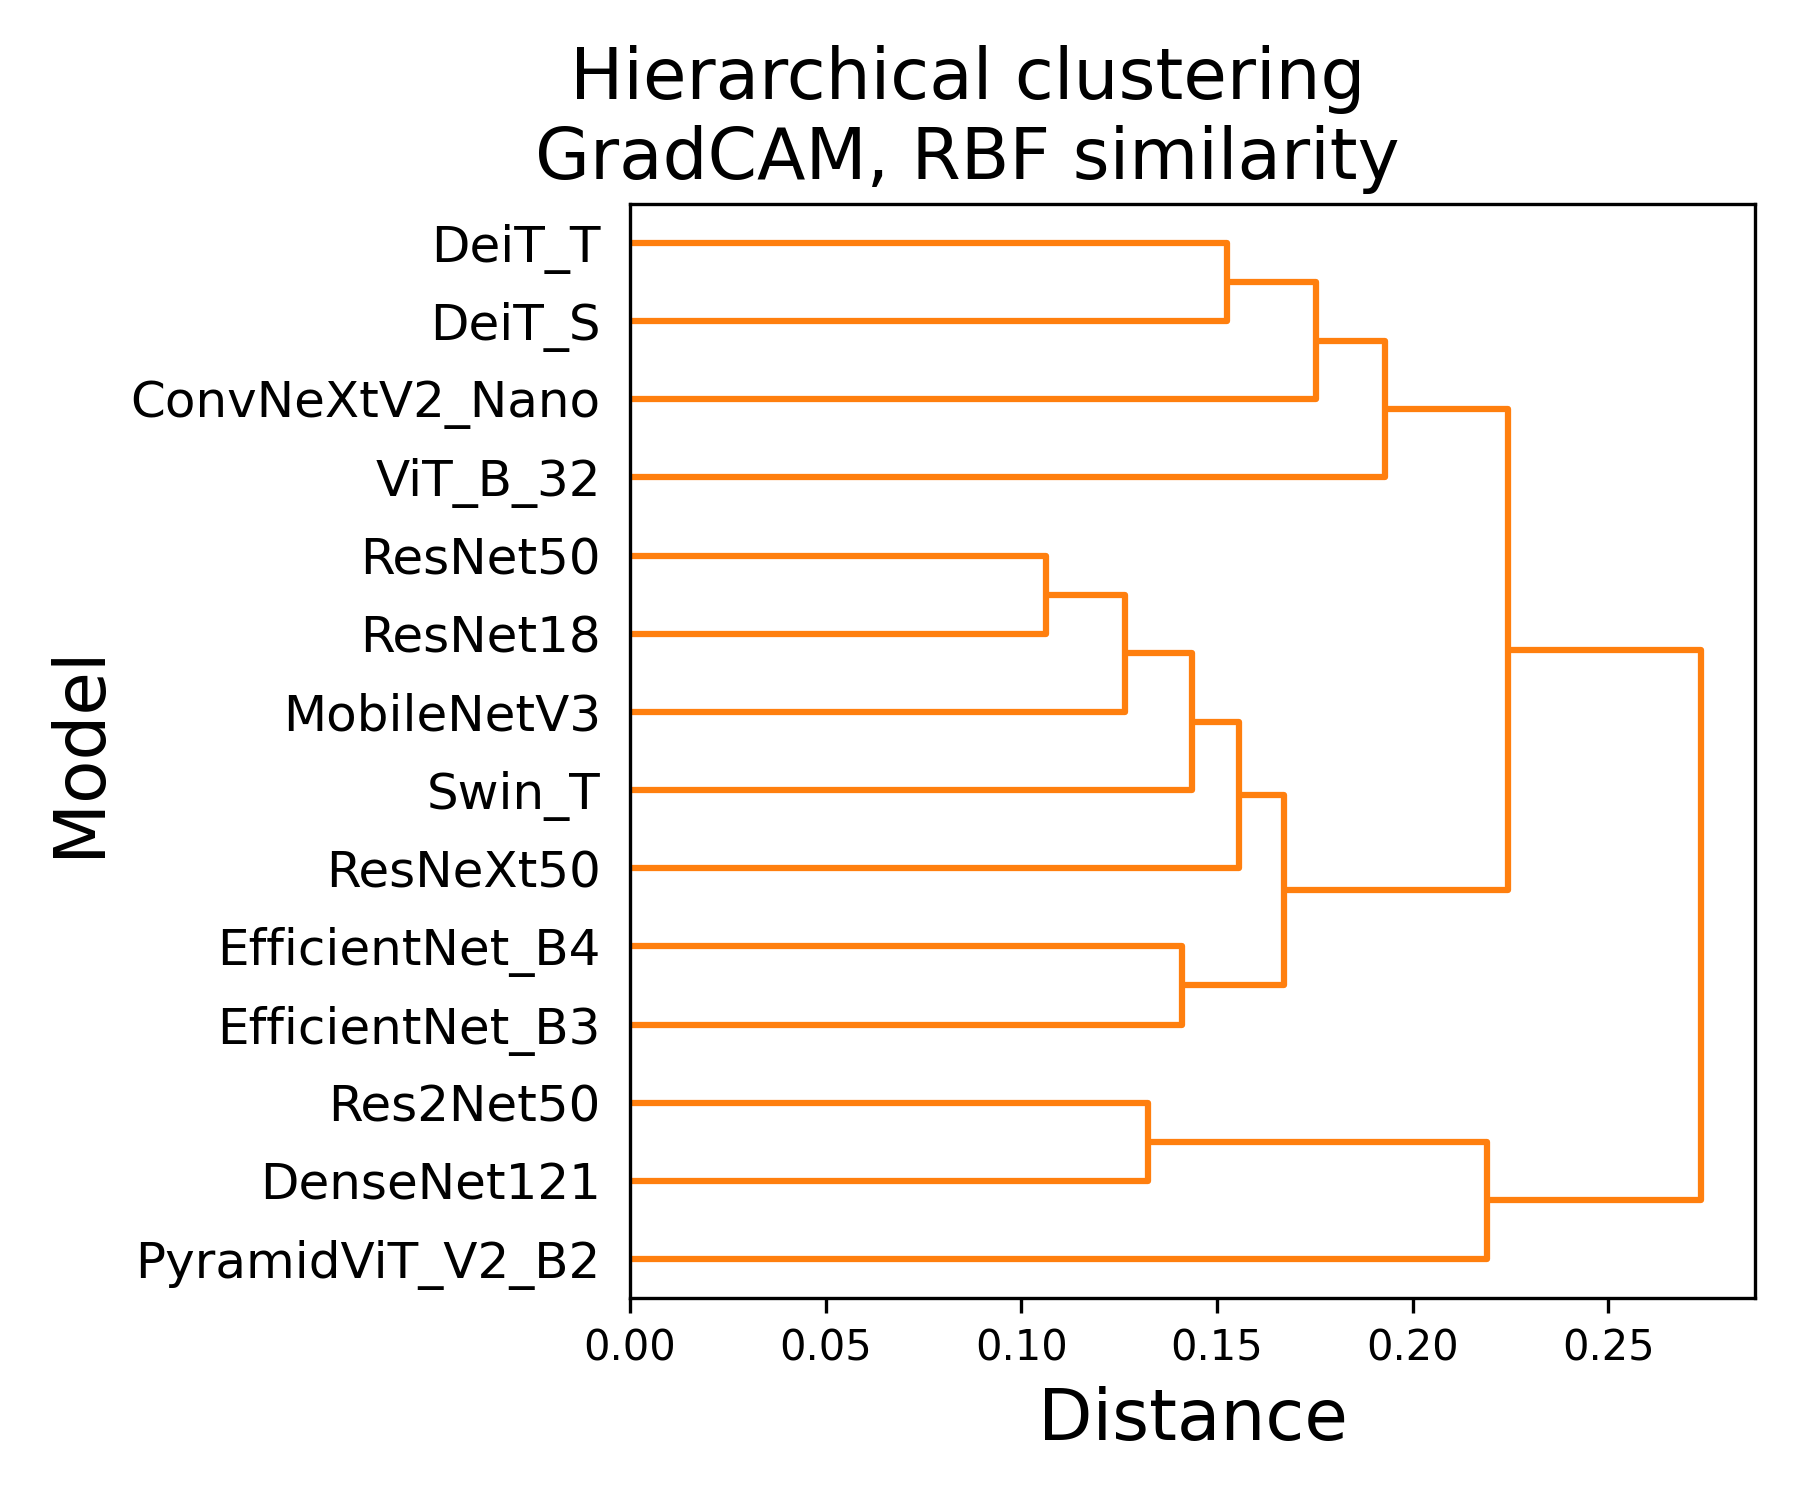 Hierarchical clustering
GradCAM, RBF similarity
DeiT_T
DeiT_S
ConvNeXtV2_Nano
ViT_B_32
ResNet50
ResNet18
MobileNetV3
Swin_T
ResNeXt50
EfficientNet_B4
EfficientNet_B3
Res2Net50
DenseNet121
PyramidViT_V2_B2
Model
0.00 0.05 0.10 0.15 0.20 0.25
Distance